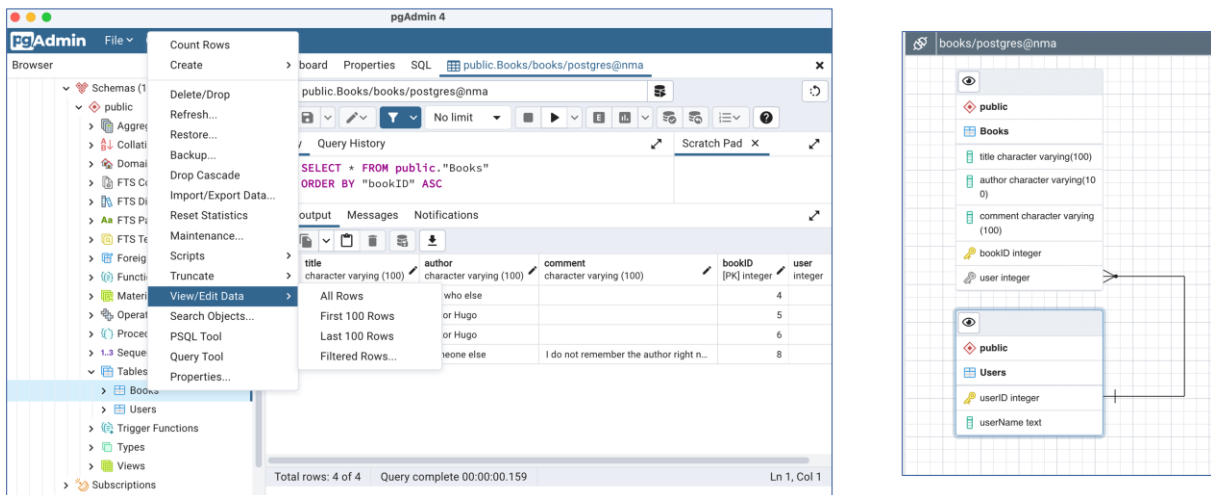 pgAdmin 4
pgAdmin File
Browser
Schemas (1
public
Aggreg
Collati
Domai
FTS Co
FTS Di
FTS Pa
FTS Te
Foreig
Functi
Materi
Operat
Proced
1..3 Seque
Tables
Books
Users
Trigger Functions
Types
Views
Subscriptions
Count Rows
Create
Delete/Drop
Refresh...
Restore...
Backup...
Drop Cascade
Import/Export Data...
Reset Statistics
Maintenance...
Scripts
Truncate
View/Edit Data
Search Objects...
PSQL Tool
Query Tool
Properties...
All Rows
First 100 Rows
Last 100 Rows
Filtered Rows...
board Properties SQL public.Books/books/postgres@nma
public.Books/books/postgres@nma
No limit
Query History Scratch Pad
SELECT * FROM public."Books"
ORDER BY "bookID" ASC
output Messages Notifications
title author comment bookID user
character varying (100) character varying (100) character varying (100) [PK] integer integer
who else 4
or Hugo 5
or Hugo 6
eone else I do not remember the author right n... 8
Total rows: 4 of 4 Query complete 00:00:00.159 Ln 1, Col 1
books/postgres@nma
public
Books
title character varying(100)
author character varying(10
0)
comment character varying
(100)
bookID integer
user integer
public
Users
userID integer
userName text